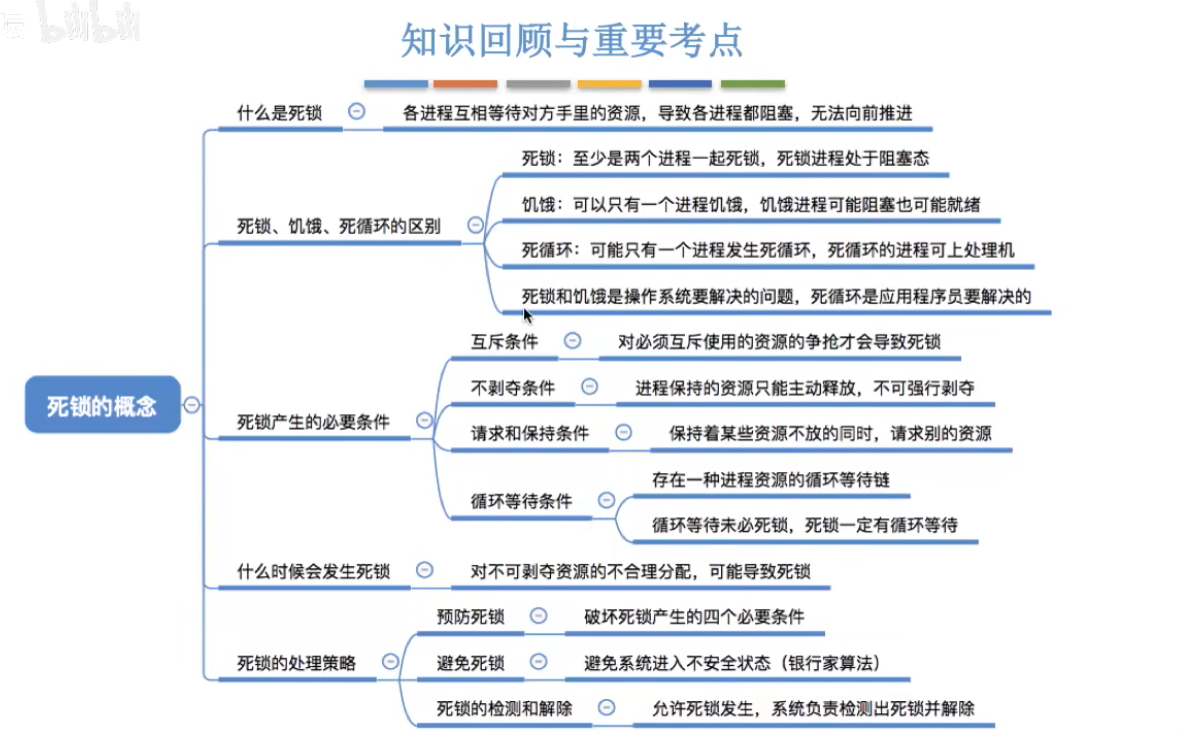 bilibili
知识回顾与重要考点
什么是死锁
各进程互相等待对方手里的资源，导致各进程都阻塞，无法向前推进
死锁、饥饿、死循环的区别
死锁：至少是两个进程一起死锁，死锁进程处于阻塞态
饥饿：可以只有一个进程饥饿，饥饿进程可能阻塞也可能就绪
死循环：可能只有一个进程发生死循环，死循环的进程可上处理机
死锁和饥饿是操作系统要解决的问题，死循环是应用程序员要解决的
死锁的概念
死锁产生的必要条件
互斥条件
对必须互斥使用的资源的争抢才会导致死锁
不剥夺条件
进程保持的资源只能主动释放，不可强行剥夺
请求和保持条件
保持着某些资源不放的同时，请求别的资源
循环等待条件
存在一种进程资源的循环等待链
循环等待未必死锁，死锁一定有循环等待
什么时候会发生死锁
对不可剥夺资源的不合理分配，可能导致死锁
死锁的处理策略
预防死锁
破坏死锁产生的四个必要条件
避免死锁
避免系统进入不安全状态（银行家算法）
死锁的检测和解除
允许死锁发生，系统负责检测出死锁并解除